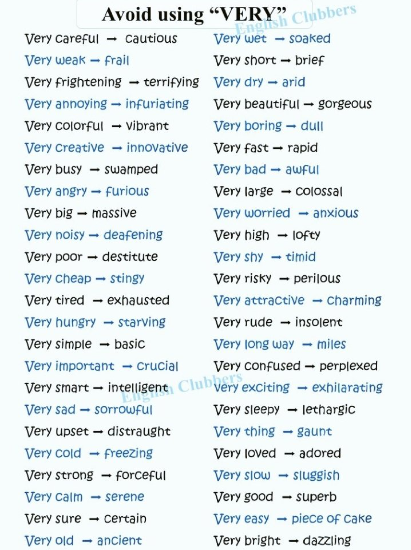 Avoid using “VERY”
English Clubbers
Very careful → cautious
Very weak → frail
Very frightening → terrifying
Very annoying → infuriating
Very colorful → vibrant
Very creative → innovative
Very busy → swamped
Very angry → furious
Very big → massive
Very noisy → deafening
Very poor → destitute
Very cheap → stingy
Very tired → exhausted
Very hungry → starving
Very simple → basic
Very important → crucial
Very smart → intelligent
Very sad → sorrowful
Very upset → distraught
Very cold → freezing
Very strong → forceful
Very calm → serene
Very sure → certain
Very old → ancient
Very wet → soaked
Very short → brief
Very dry → arid
Very beautiful → gorgeous
Very boring → dull
Very fast → rapid
Very bad → awful
Very large → colossal
Very worried → anxious
Very high → lofty
Very shy → timid
Very risky → perilous
Very attractive → charming
Very rude → insolent
Very long way → miles
Very confused → perplexed
Very exciting → exhilarating
Very sleepy → lethargic
Very thing → gaunt
Very loved → adored
Very slow → sluggish
Very good → superb
Very easy → piece of cake
Very bright → dazzling
English Clubbers